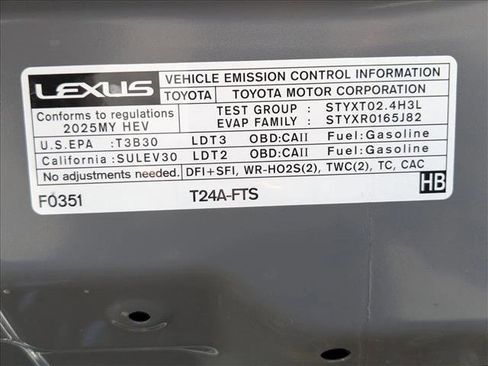 LEXUS VEHICLE EMISSION CONTROL INFORMATION
TOYOTA TOYOTA MOTOR CORPORATION
Conforms to regulations
2025MY HEV
TEST GROUP : STYXT02.4H3L
EVAP FAMILY : STYXR0165J82
U.S.EPA : T3B30 LDT3 OBD:CAII Fuel:Gasoline
California : SULEV30 LDT2 OBD:CAII Fuel:Gasoline
No adjustments needed. DFI+SFI, WR-HO2S(2), TWC(2), TC, CAC
F0351 T24A-FTS HB